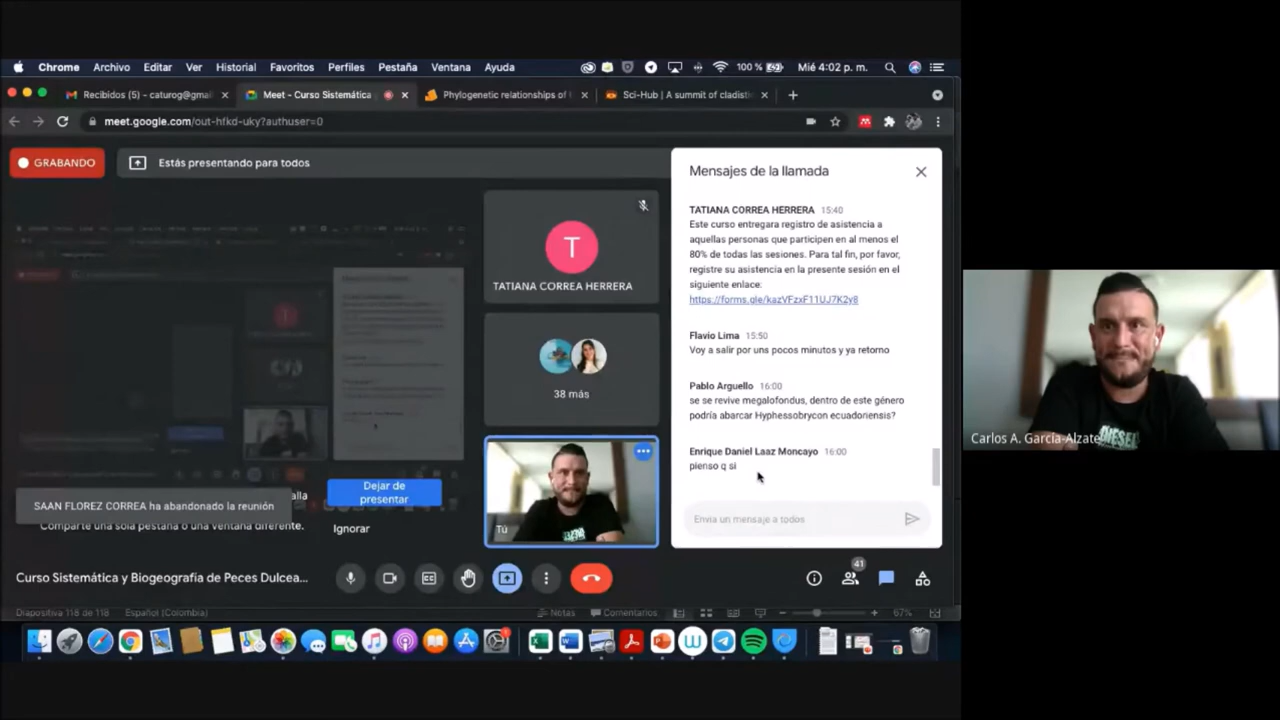 Chrome Archivo Editar Ver Historial Favoritos Perfiles Pestaña Ventana Ayuda 100 % Mié 4:02 p. m.
Recibidos (5) – caturog@gmai Meet - Curso Sistemática Phylogenetic relationships of Sci-Hub | A summit of cladist
meet.google.com/out-hfkd-uky?authuser=0
GRABANDO Estás presentando para todos
TATIANA CORREA HERRERA
38 más
Tú
SAAN FLOREZ CORREA ha abandonado la reunión
Comparte una sola pestaña o una ventana diferente.
Dejar de
presentar
Ignorar
Mensajes de la llamada
TATIANA CORREA HERRERA 15:40
Este curso entregara registro de asistencia a
aquellas personas que participen en al menos el
80% de todas las sesiones. Para tal fin, por favor,
registre su asistencia en la presente sesión en el
siguiente enlace:
https://forms.gle/kazVFzxF11UJ7K2y8
Flavio Lima 15:50
Voy a salir por uns pocos minutos y ya retorno
Pablo Arguello 16:00
se se revive megalofondus, dentro de este género
podría abarcar Hyphessobrycon ecuadoriensis?
Enrique Daniel Laaz Moncayo 16:00
pienso q si
Envía un mensaje a todos
Curso Sistemática y Biogeografía de Peces Dulcea...
41
Diapositiva 118 de 118 Español (Colombia) Notas Comentarios 67%
Carlos A. García-Alzate
DIESEL